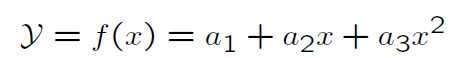 𝒴 = f(x) = a₁ + a₂x + a₃x²